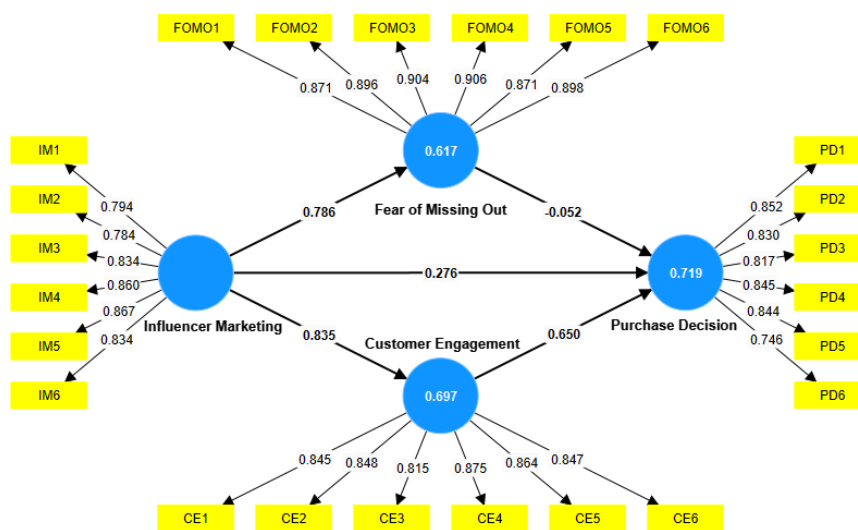 FOMO1 FOMO2 FOMO3 FOMO4 FOMO5 FOMO6
0.871 0.896 0.904 0.906 0.871 0.898
0.617
Fear of Missing Out
IM1
IM2
IM3
IM4
IM5
IM6
0.794
0.784
0.834
0.860
0.867
0.834
Influencer Marketing
0.786
-0.052
0.276
0.835
0.650
Customer Engagement
0.697
0.719
Purchase Decision
0.852
0.830
0.817
0.845
0.844
0.746
PD1
PD2
PD3
PD4
PD5
PD6
0.845 0.848 0.815 0.875 0.864 0.847
CE1 CE2 CE3 CE4 CE5 CE6